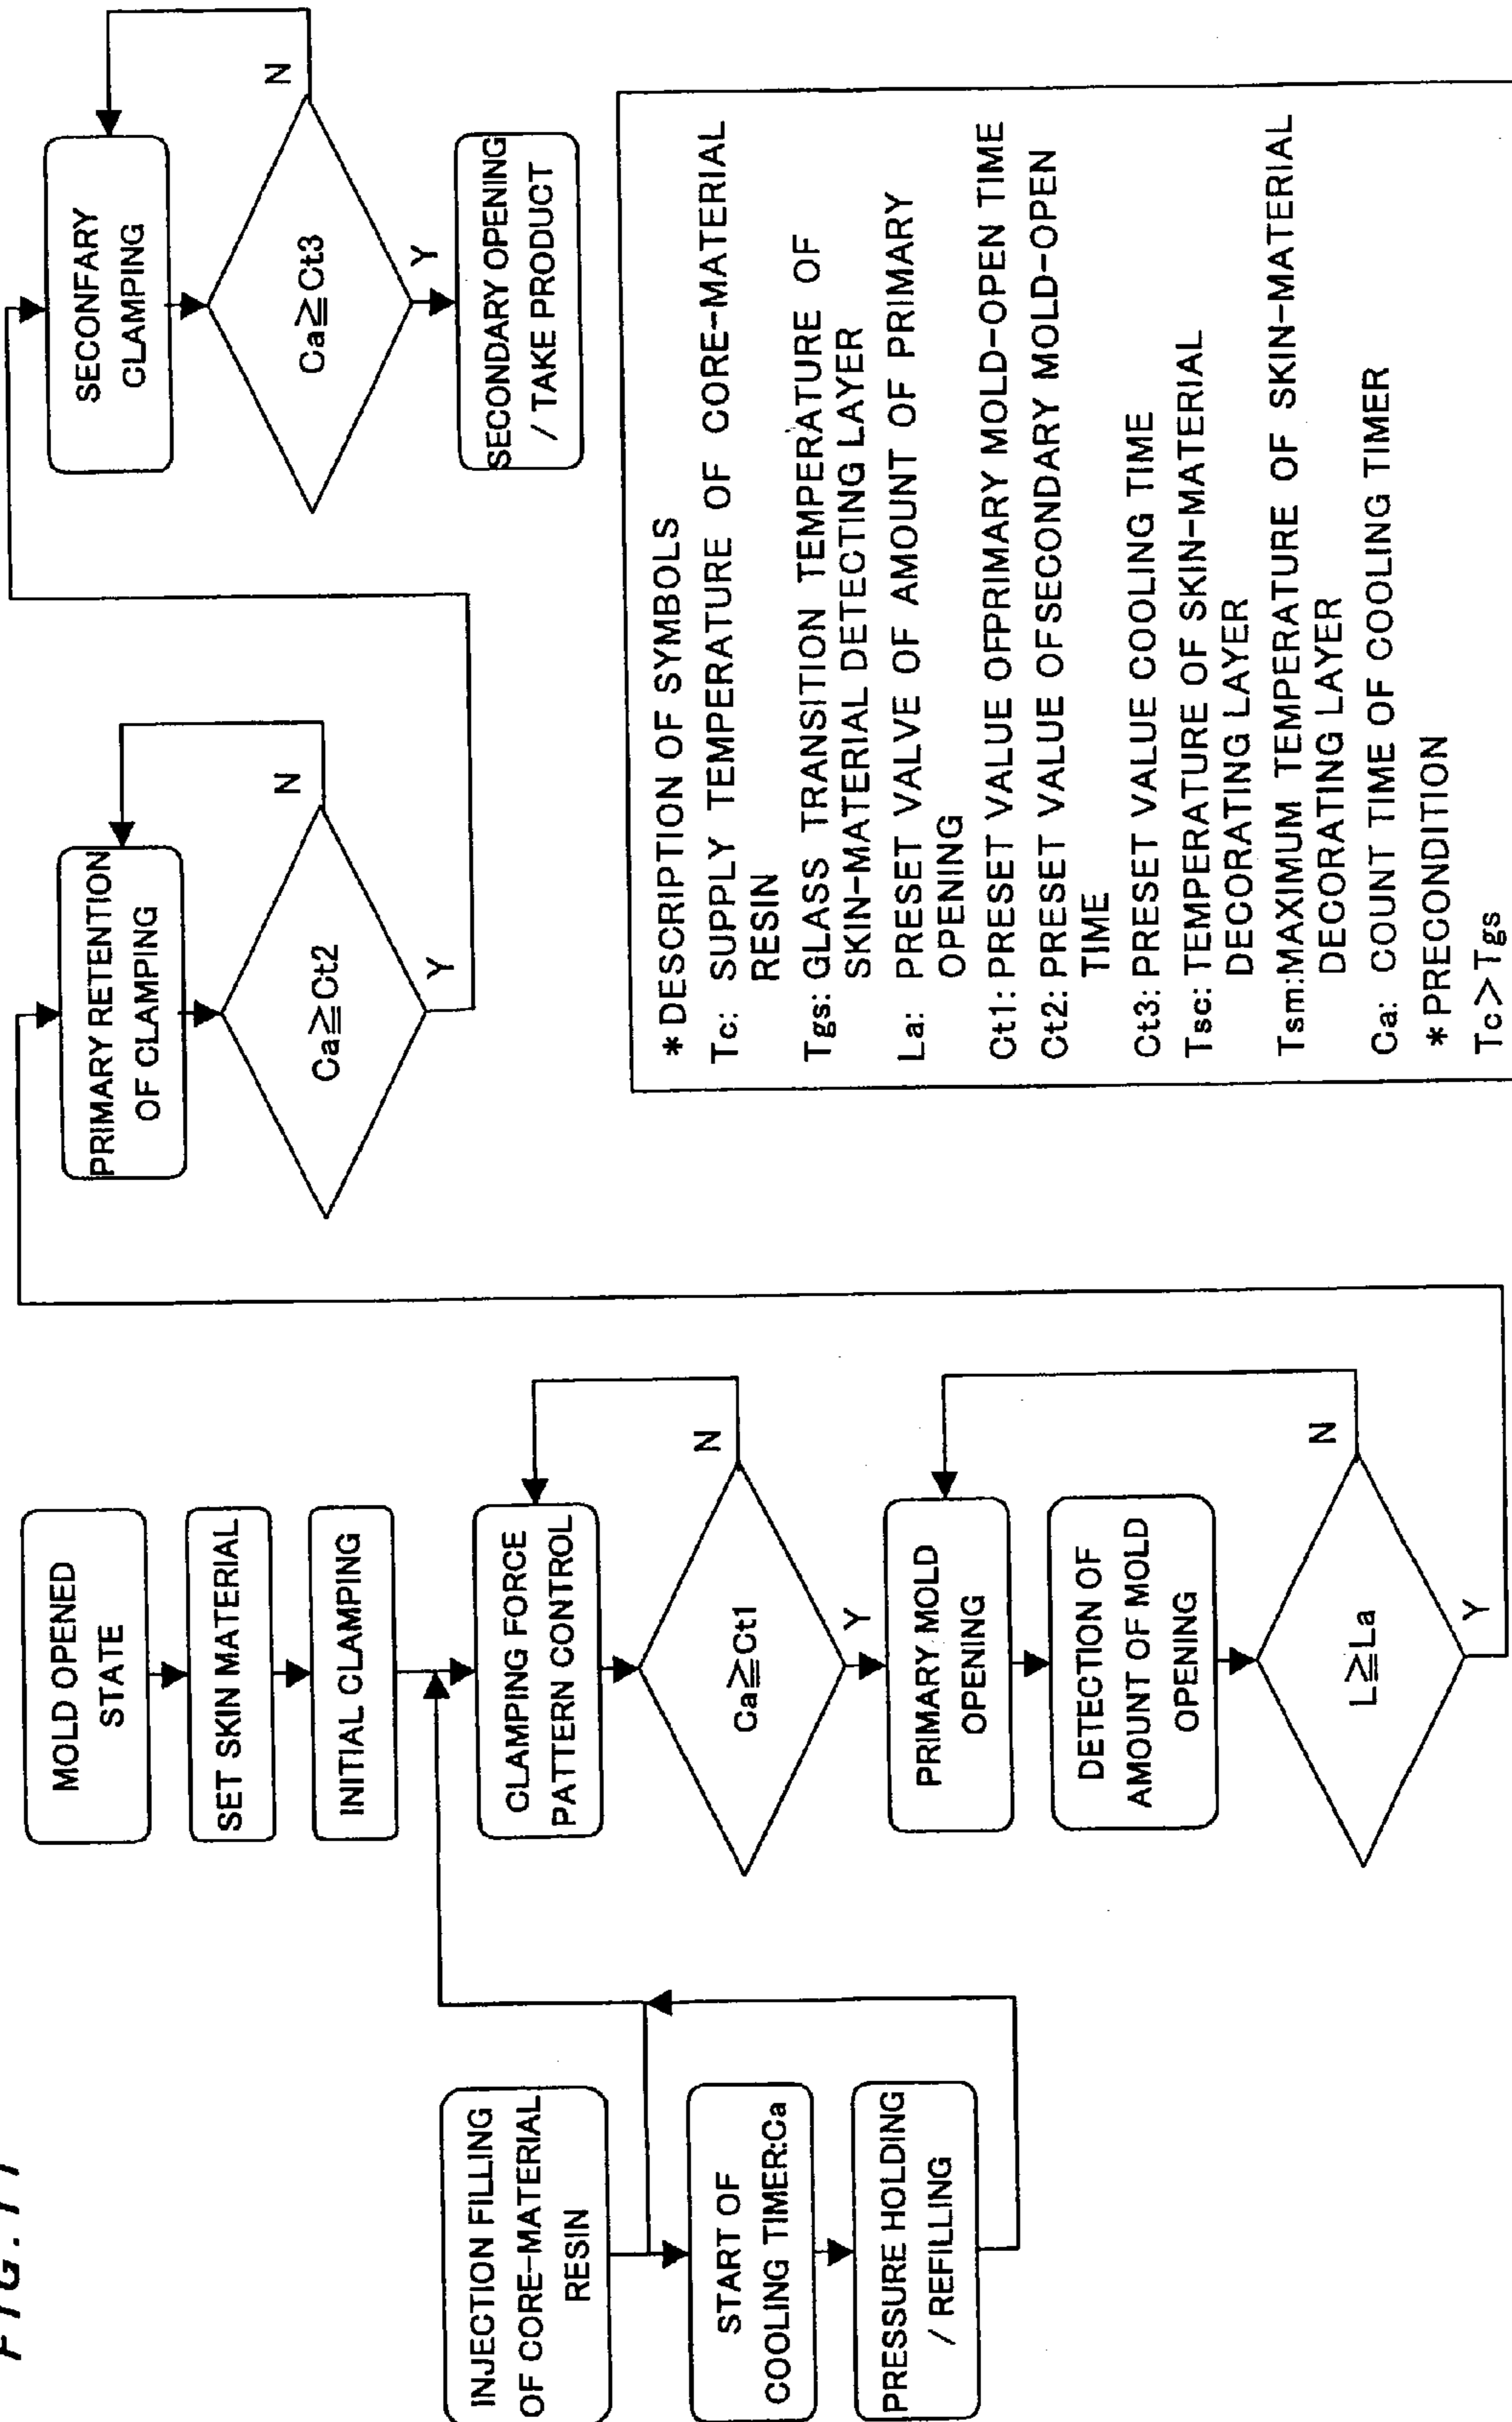 FIG. 11
MOLD OPENED
STATE
SET SKIN MATERIAL
INITIAL CLAMPING
INJECTION FILLING
OF CORE-MATERIAL
RESIN
START OF
COOLING TIMER:Ca
PRESSURE HOLDING
/ REFILLING
CLAMPING FORCE
PATTERN CONTROL
Ca≧Ct1
N
Y
PRIMARY MOLD
OPENING
DETECTION OF
AMOUNT OF MOLD
OPENING
L≧La
N
Y
PRIMARY RETENTION
OF CLAMPING
Ca≧Ct2
N
Y
SECONFARY
CLAMPING
Ca≧Ct3
N
Y
SECONDARY OPENING
/ TAKE PRODUCT
*DESCRIPTION OF SYMBOLS
Tc: SUPPLY TEMPERATURE OF CORE-MATERIAL
RESIN
Tgs: GLASS TRANSITION TEMPERATURE OF
SKIN-MATERIAL DETECTING LAYER
La: PRESET VALVE OF AMOUNT OF PRIMARY
OPENING
Ct1: PRESET VALUE OFPRIMARY MOLD-OPEN TIME
Ct2: PRESET VALUE OFSECONDARY MOLD-OPEN
TIME
Ct3: PRESET VALUE COOLING TIME
Tsc: TEMPERATURE OF SKIN-MATERIAL
DECORATING LAYER
Tsm:MAXIMUM TEMPERATURE OF SKIN-MATERIAL
DECORATING LAYER
Ca: COUNT TIME OF COOLING TIMER
*PRECONDITION
Tc>Tgs